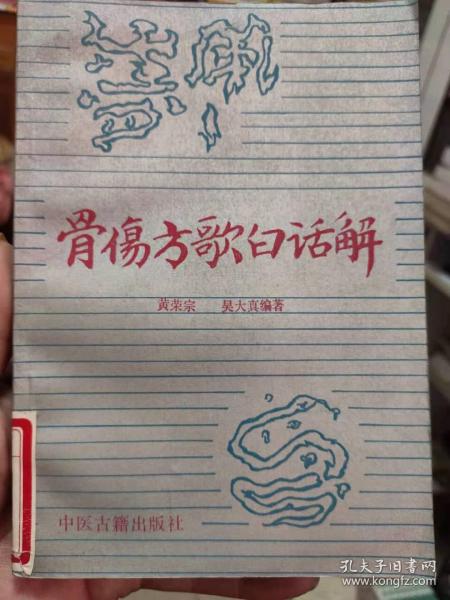 骨傷方歌白话解
黄荣宗 吴大真编著
中医古籍出版社
孔夫子旧书网
www.kongfz.com